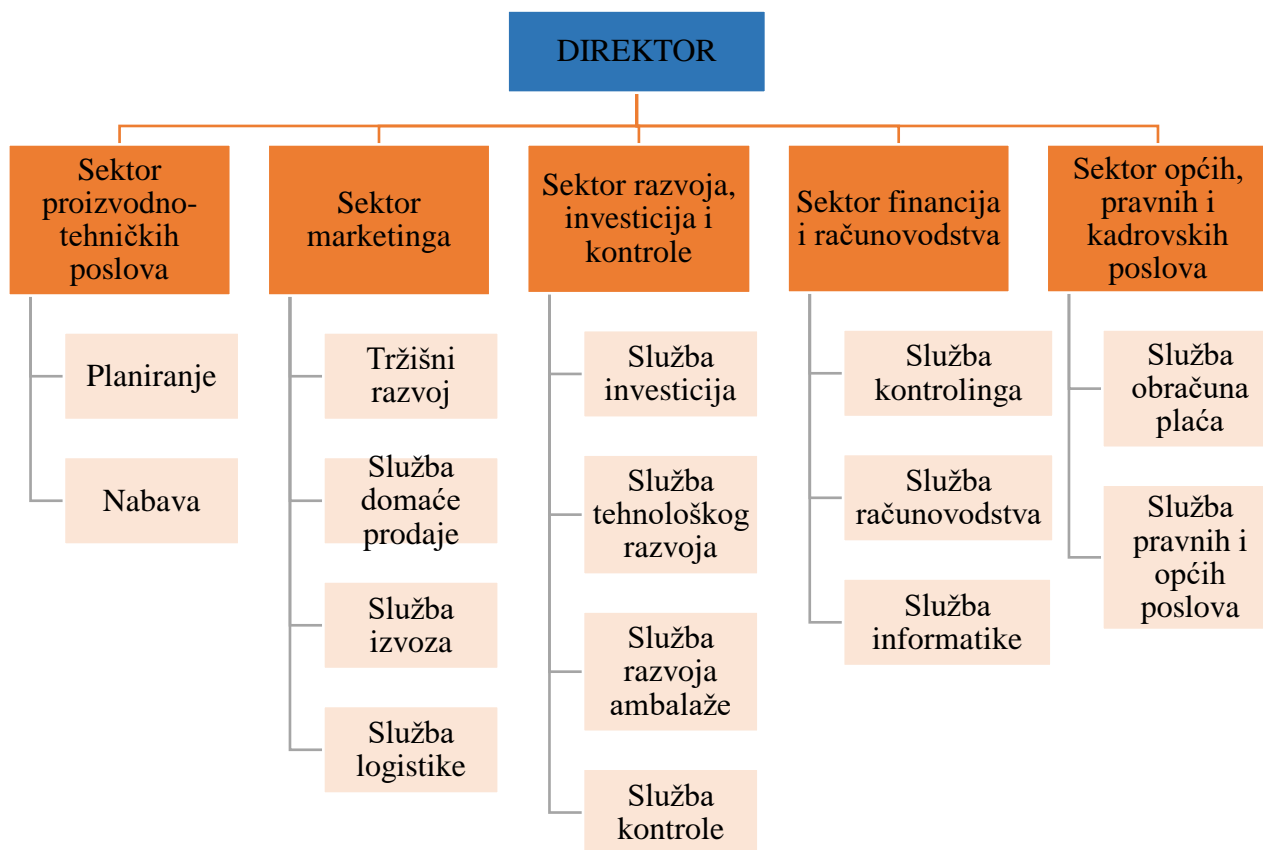 DIREKTOR
Sektor
proizvodno-
tehničkih
poslova
Planiranje
Nabava
Sektor
marketinga
Tržišni
razvoj
Služba
domaće
prodaje
Služba
izvoza
Služba
logistike
Sektor razvoja,
investicija i
kontrole
Služba
investicija
Služba
tehnološkog
razvoja
Služba
razvoja
ambalaže
Služba
kontrole
Sektor financija
i računovodstva
Služba
kontrolinga
Služba
računovodstva
Služba
informatike
Sektor općih,
pravnih i
kadrovskih
poslova
Služba
obračuna
plaća
Služba
pravnih i
općih
poslova